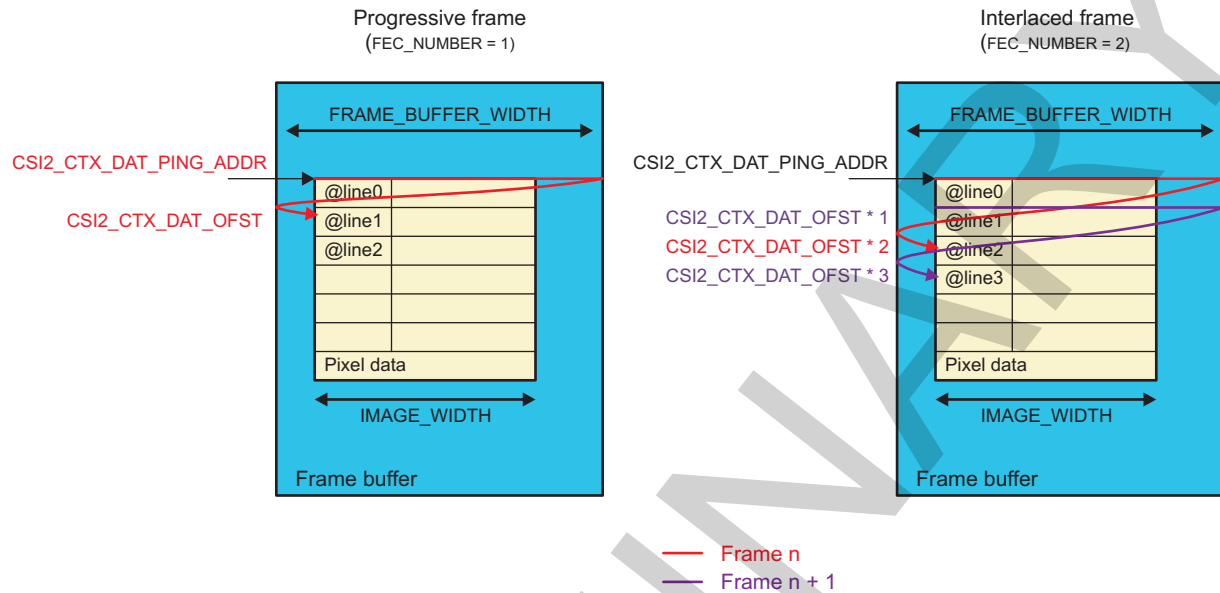 Progressive frame
(FEC_NUMBER = 1)
FRAME_BUFFER_WIDTH
CSI2_CTX_DAT_PING_ADDR
@line0
CSI2_CTX_DAT_OFST
@line1
@line2
Pixel data
IMAGE_WIDTH
Frame buffer
Interlaced frame
(FEC_NUMBER = 2)
FRAME_BUFFER_WIDTH
CSI2_CTX_DAT_PING_ADDR
@line0
CSI2_CTX_DAT_OFST * 1
@line1
CSI2_CTX_DAT_OFST * 2
@line2
CSI2_CTX_DAT_OFST * 3
@line3
Pixel data
IMAGE_WIDTH
Frame buffer
Frame n
Frame n + 1
INARY